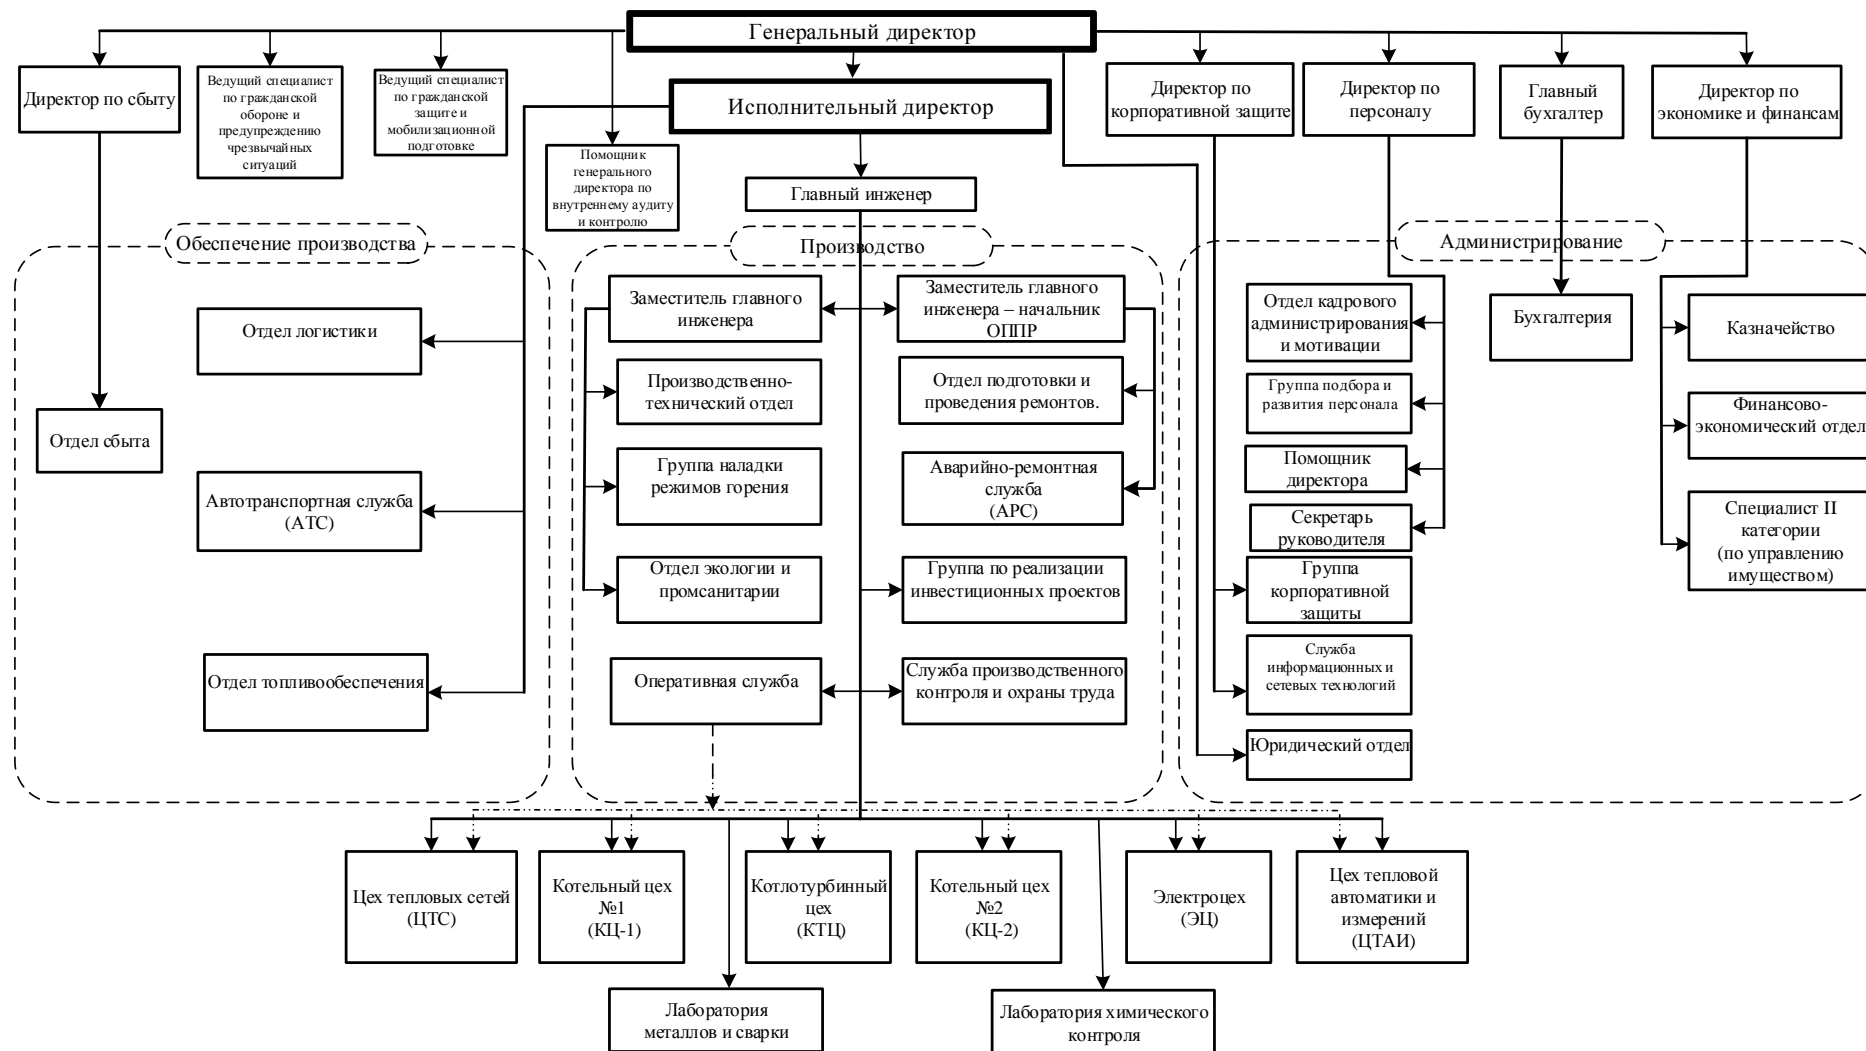 Генеральный директор
Директор по сбыту
Ведущий специалист
по гражданской
обороне и
предупреждению
чрезвычайных
ситуаций
Ведущий специалист
по гражданской
защите и
мобилизационной
подготовке
Исполнительный директор
Директор по
корпоративной защите
Директор по
персоналу
Главный
бухгалтер
Директор по
экономике и финансам
Помощник
генерального
директора по
внутреннему аудиту
и контролю
Главный инженер
Обеспечение производства
Производство
Администрирование
Отдел логистики
Отдел сбыта
Автотранспортная служба
(АТС)
Отдел топливообеспечения
Заместитель главного
инженера
Заместитель главного
инженера – начальник
ОППР
Производственно-
технический отдел
Отдел подготовки и
проведения ремонтов.
Группа наладки
режимов горения
Аварийно-ремонтная
служба
(АРС)
Отдел экологии и
промсанитарии
Группа по реализации
инвестиционных проектов
Оперативная служба
Служба производственного
контроля и охраны труда
Отдел кадрового
администрирования
и мотивации
Группа подбора и
развития персонала
Помощник
директора
Секретарь
руководителя
Группа
корпоративной
защиты
Служба
информационных и
сетевых технологий
Юридический отдел
Бухгалтерия
Казначейство
Финансово-
экономический отдел
Специалист II
категории
(по управлению
имуществом)
Цех тепловых сетей
(ЦТС)
Котельный цех
№1
(КЦ-1)
Котлотурбинный
цех
(КТЦ)
Котельный цех
№2
(КЦ-2)
Электроцех
(ЭЦ)
Цех тепловой
автоматики и
измерений
(ЦТАИ)
Лаборатория
металлов и сварки
Лаборатория химического
контроля